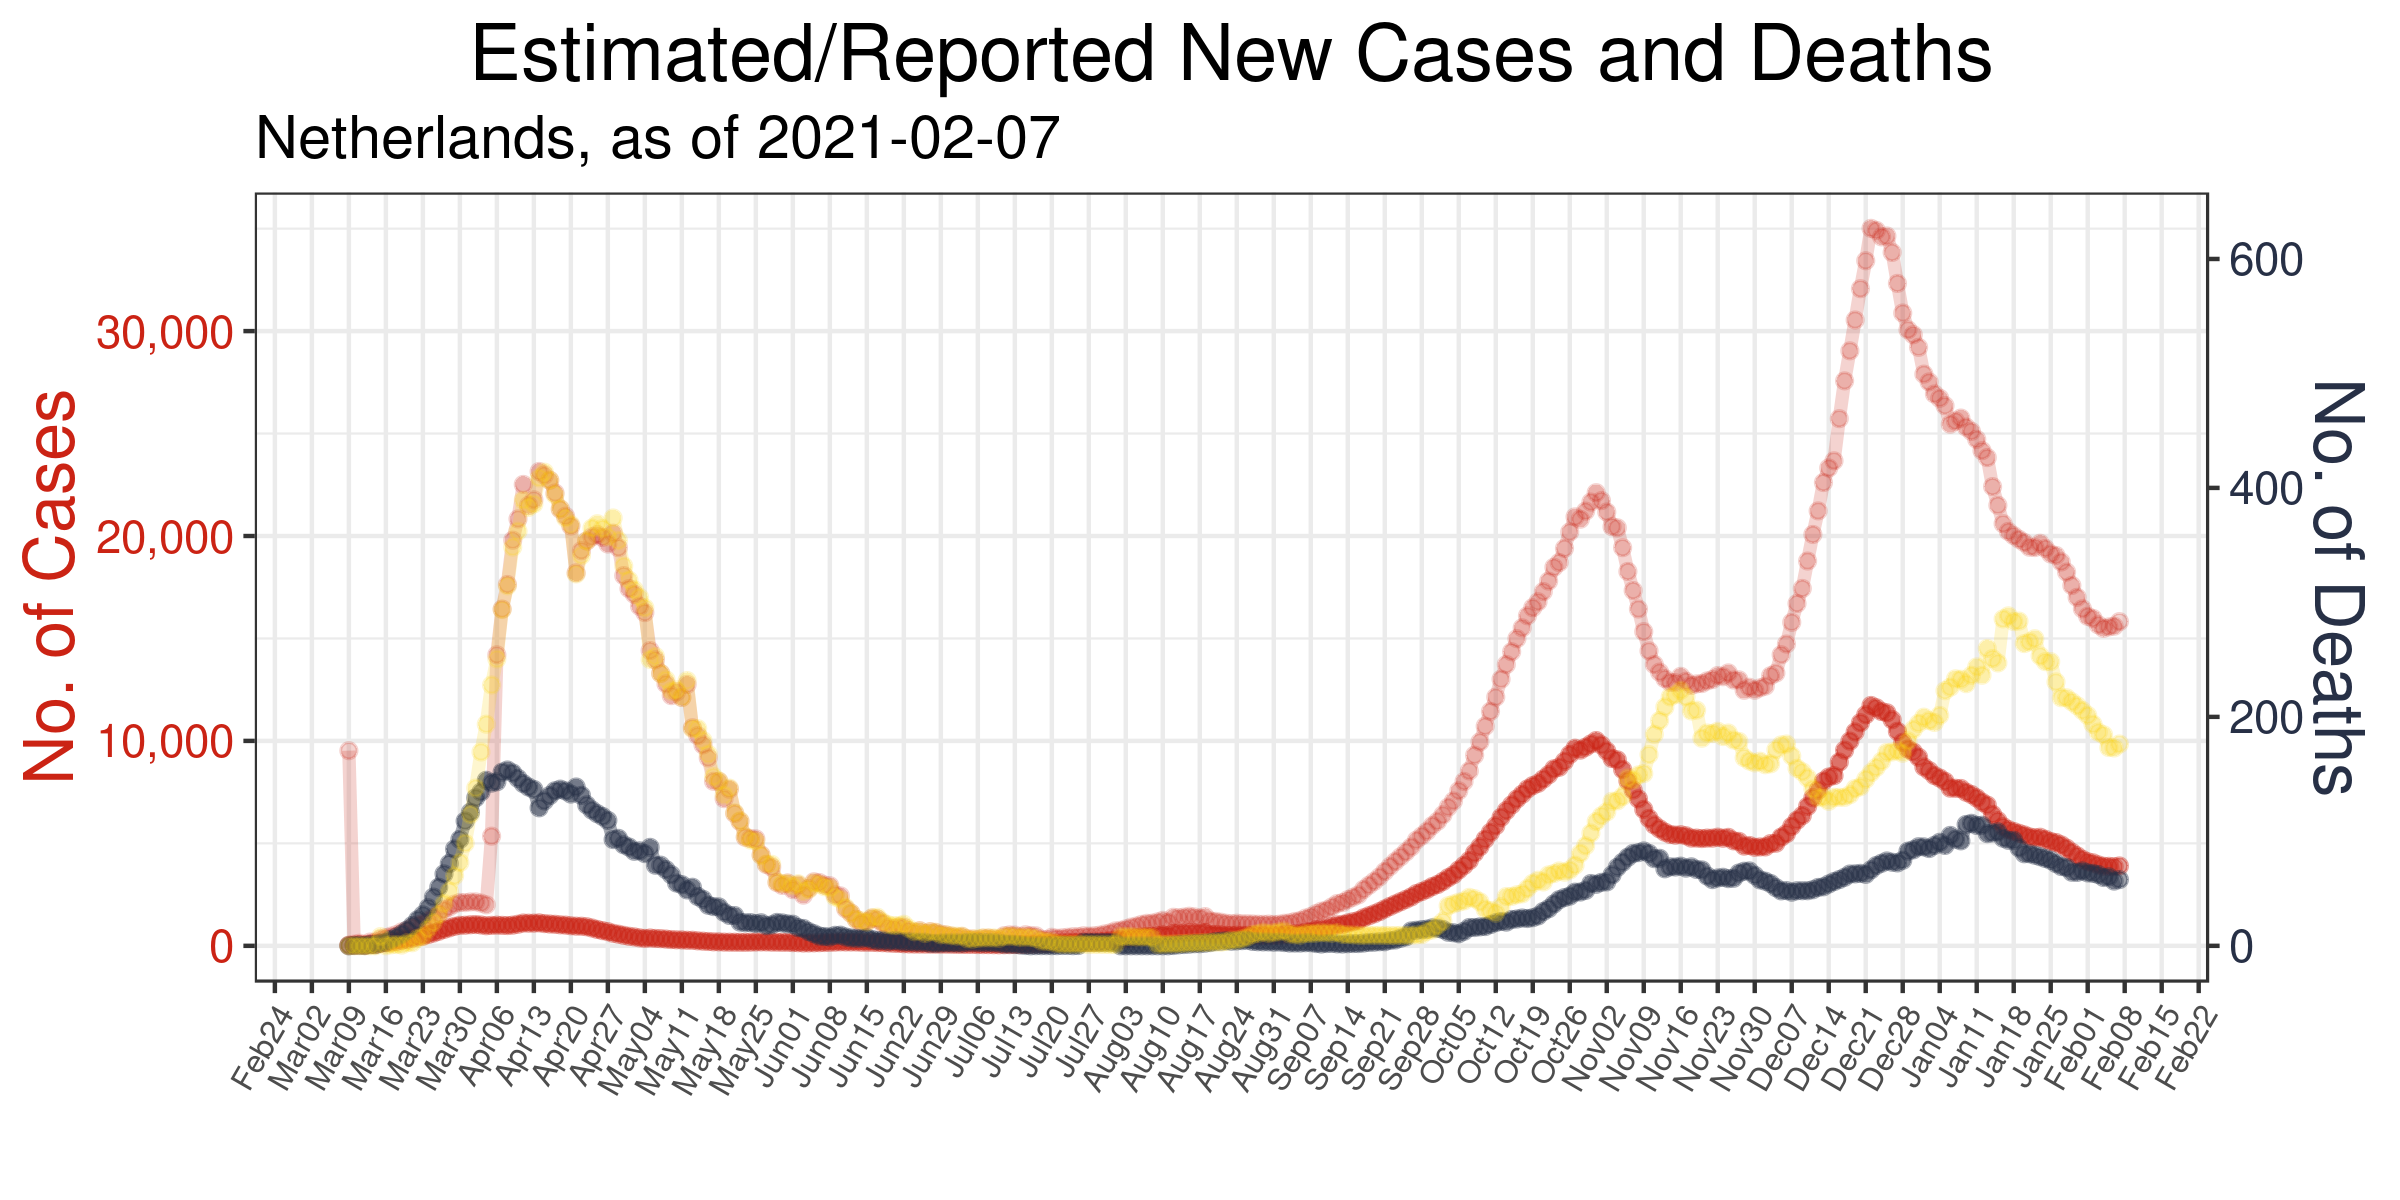 Estimated/Reported New Cases and Deaths
Netherlands, as of 2021-02-07
No. of Cases
30,000
20,000
10,000
0
No. of Deaths
600
400
200
0
Feb24
Mar02
Mar09
Mar16
Mar23
Mar30
Apr06
Apr13
Apr20
Apr27
May04
May11
May18
May25
Jun01
Jun08
Jun15
Jun22
Jun29
Jul06
Jul13
Jul20
Jul27
Aug03
Aug10
Aug17
Aug24
Aug31
Sep07
Sep14
Sep21
Sep28
Oct05
Oct12
Oct19
Oct26
Nov02
Nov09
Nov16
Nov23
Nov30
Dec07
Dec14
Dec21
Dec28
Jan04
Jan11
Jan18
Jan25
Feb01
Feb08
Feb15
Feb22